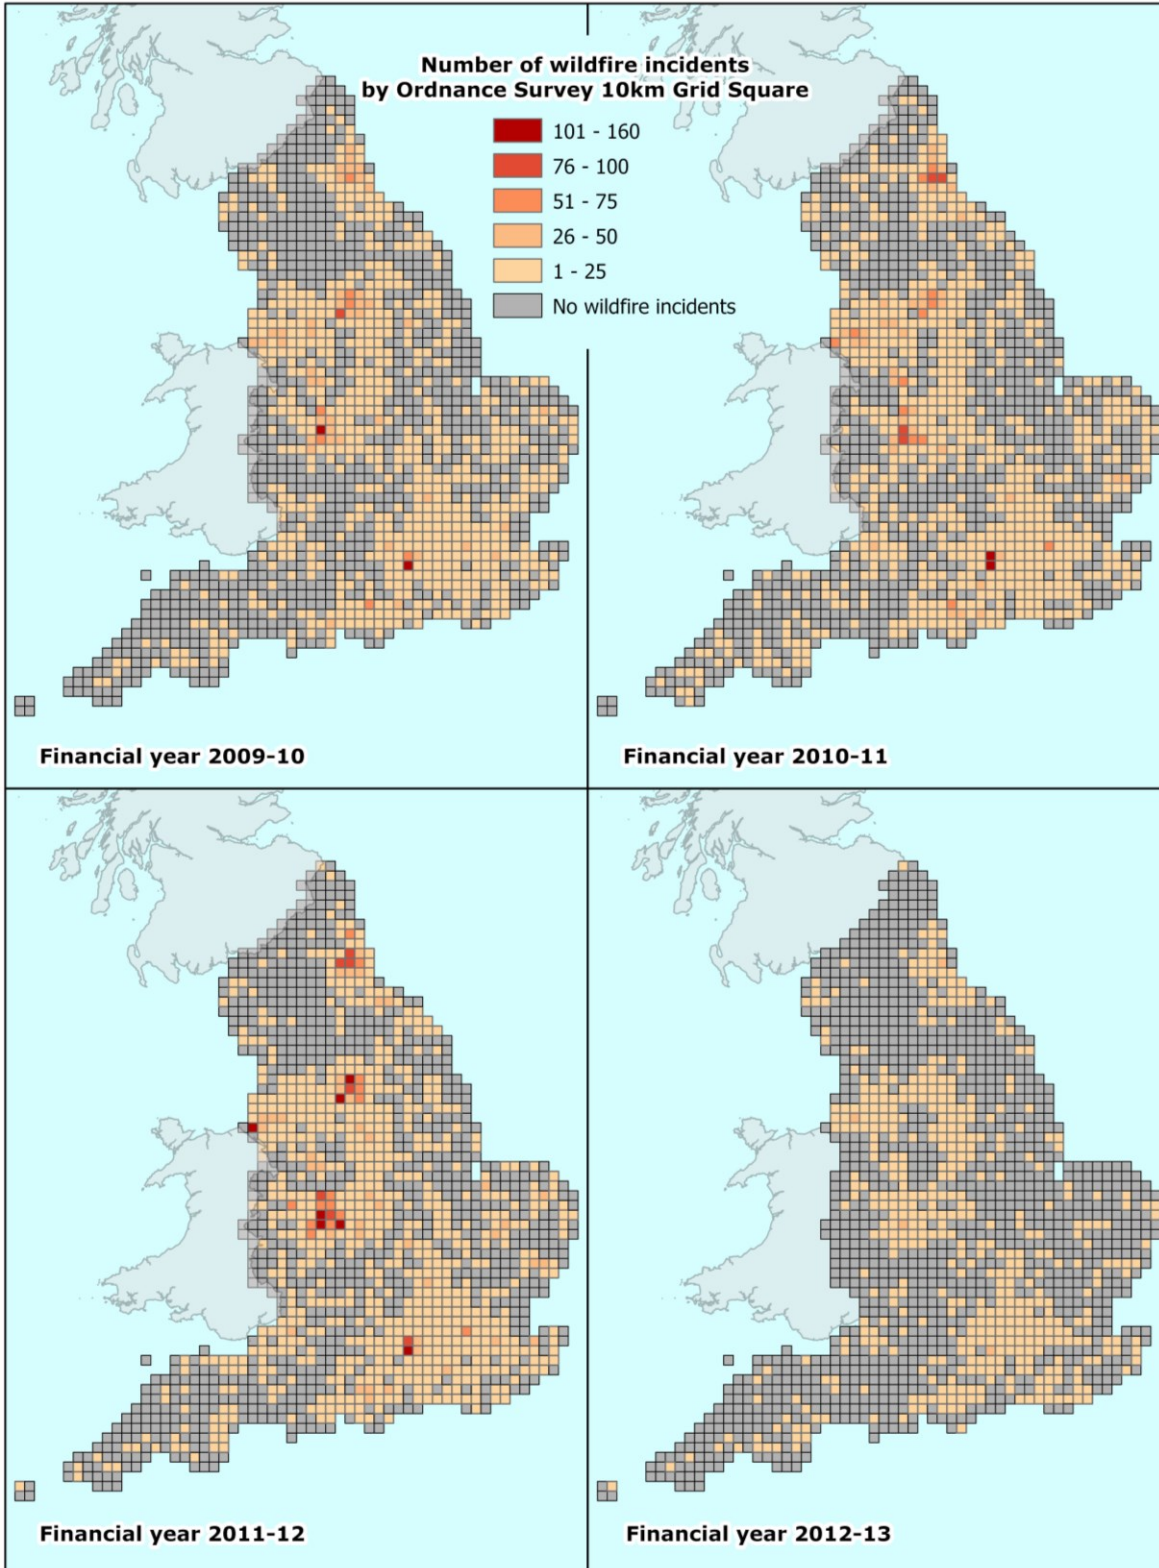 Number of wildfire incidents
by Ordnance Survey 10km Grid Square
101 - 160
76 - 100
51 - 75
26 - 50
1 - 25
No wildfire incidents
Financial year 2009-10
Financial year 2010-11
Financial year 2011-12
Financial year 2012-13